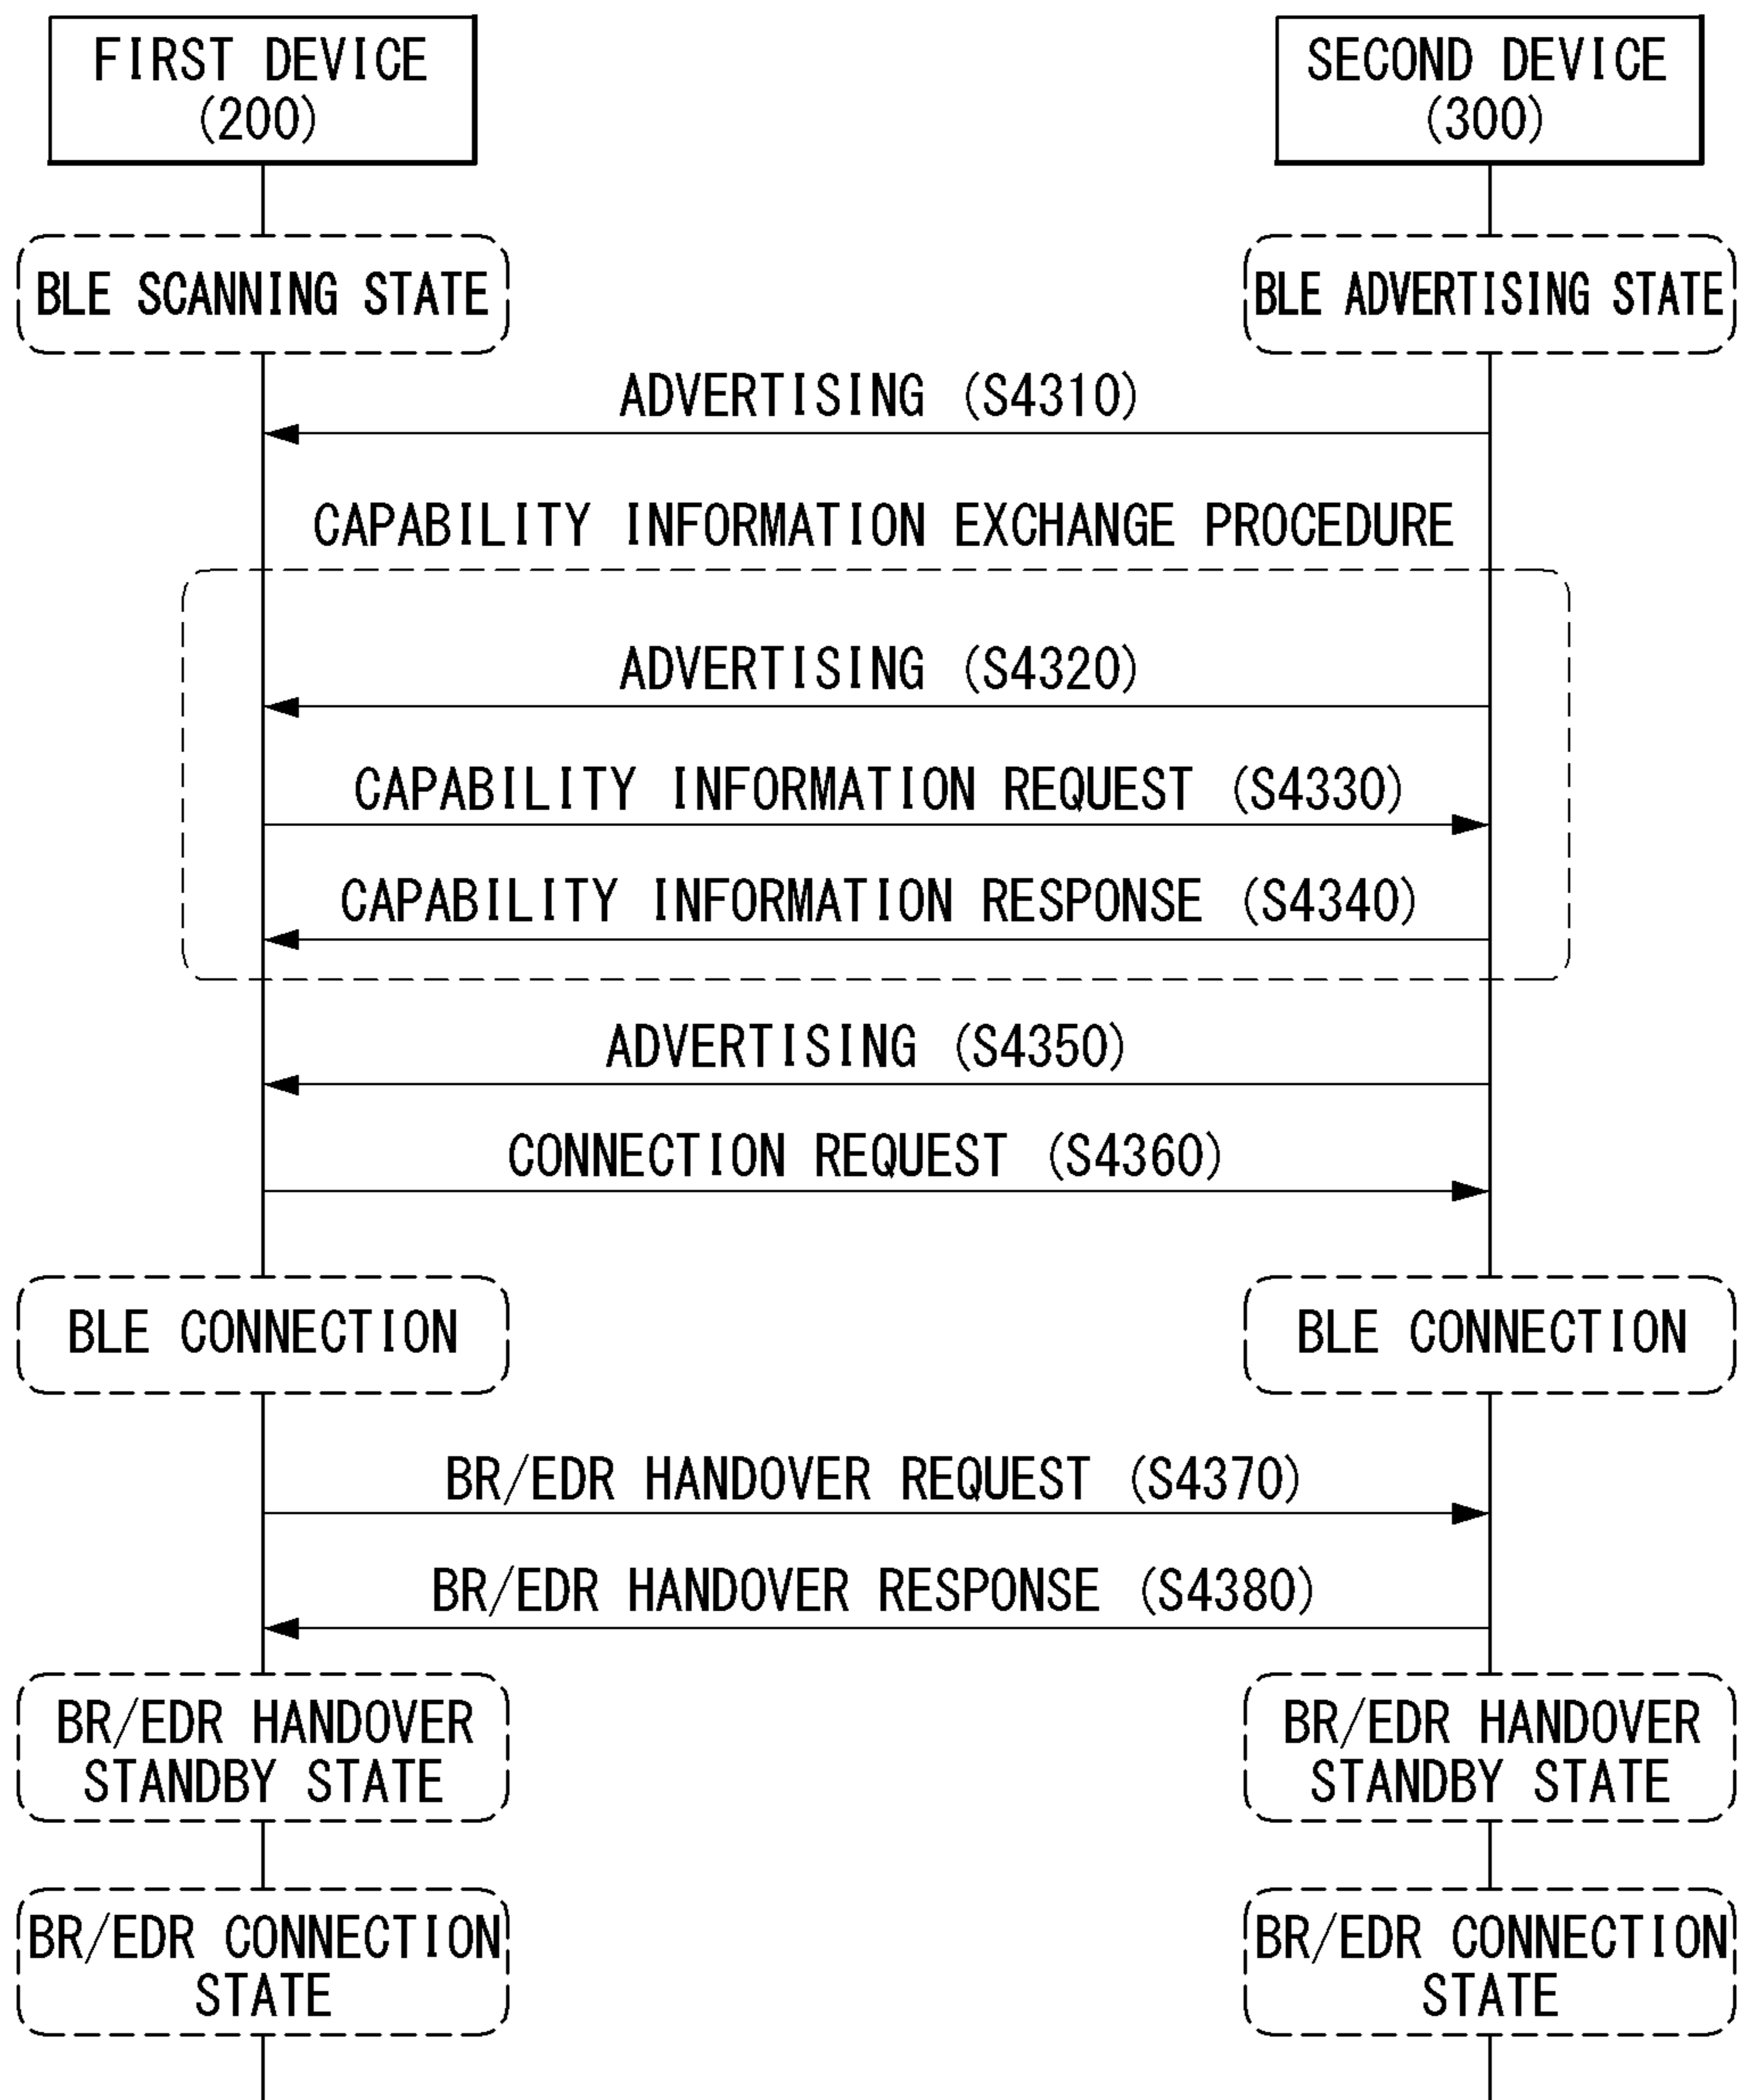 FIRST DEVICE
(200)
SECOND DEVICE
(300)
BLE SCANNING STATE
BLE ADVERTISING STATE
ADVERTISING (S4310)
CAPABILITY INFORMATION EXCHANGE PROCEDURE
ADVERTISING (S4320)
CAPABILITY INFORMATION REQUEST (S4330)
CAPABILITY INFORMATION RESPONSE (S4340)
ADVERTISING (S4350)
CONNECTION REQUEST (S4360)
BLE CONNECTION
BLE CONNECTION
BR/EDR HANDOVER REQUEST (S4370)
BR/EDR HANDOVER RESPONSE (S4380)
BR/EDR HANDOVER
STANDBY STATE
BR/EDR HANDOVER
STANDBY STATE
BR/EDR CONNECTION
STATE
BR/EDR CONNECTION
STATE